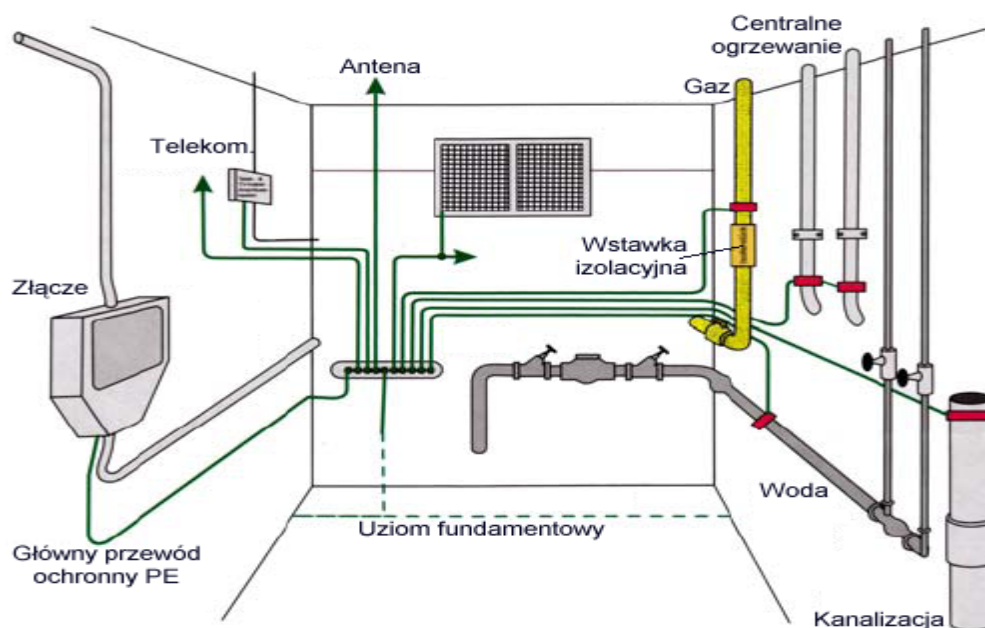 Centralne
ogrzewanie
Antena
Gaz
Telekom.
Wstawka
izolacyjna
Złącze
Woda
Uziom fundamentowy
Główny przewód
ochronny PE
Kanalizacja